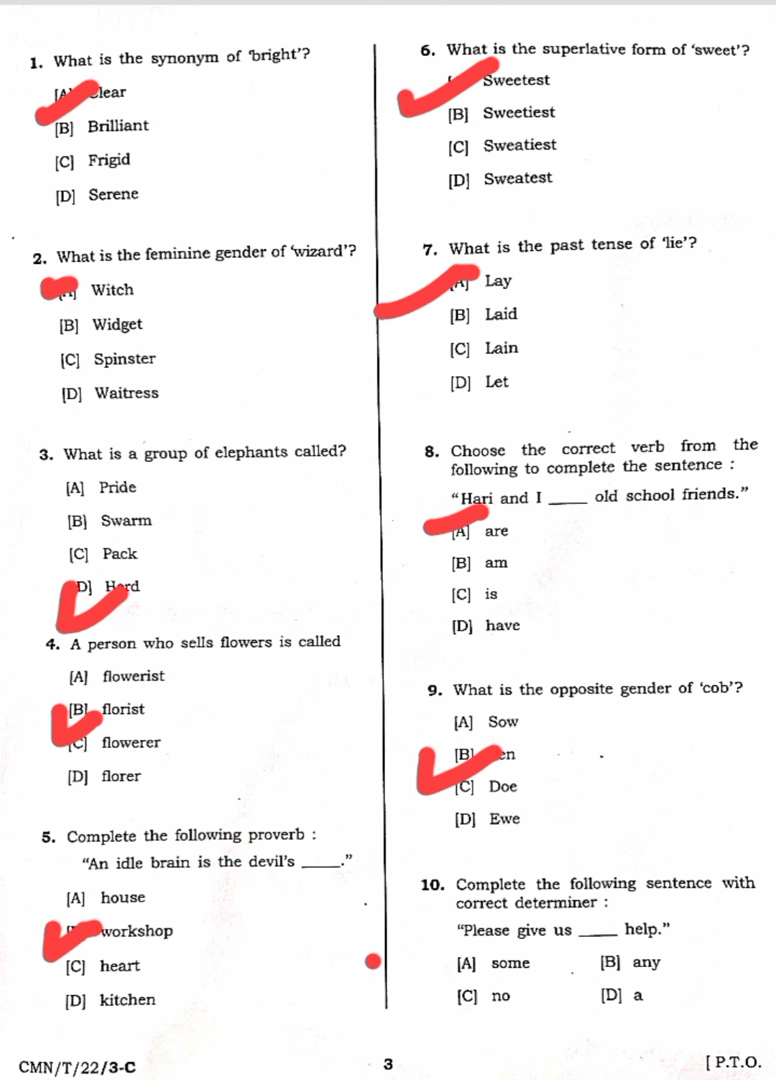 1. What is the synonym of 'bright'?
[A] Clear
[B] Brilliant
[C] Frigid
[D] Serene
2. What is the feminine gender of 'wizard'?
[A] Witch
[B] Widget
[C] Spinster
[D] Waitress
3. What is a group of elephants called?
[A] Pride
[B] Swarm
[C] Pack
[D] Herd
4. A person who sells flowers is called
[A] flowerist
[B] florist
[C] flowerer
[D] florer
5. Complete the following proverb :
"An idle brain is the devil's ____."
[A] house
workshop
[C] heart
[D] kitchen
6. What is the superlative form of 'sweet'?
Sweetest
[B] Sweetiest
[C] Sweatiest
[D] Sweatest
7. What is the past tense of 'lie'?
[A] Lay
[B] Laid
[C] Lain
[D] Let
8. Choose the correct verb from the
following to complete the sentence :
"Hari and I ____ old school friends."
[A] are
[B] am
[C] is
[D] have
9. What is the opposite gender of 'cob'?
[A] Sow
[B]
[C] Doe
[D] Ewe
10. Complete the following sentence with
correct determiner :
"Please give us ____ help."
[A] some [B] any
[C] no [D] a
CMN/T/22/3-C 3 [ P.T.O.